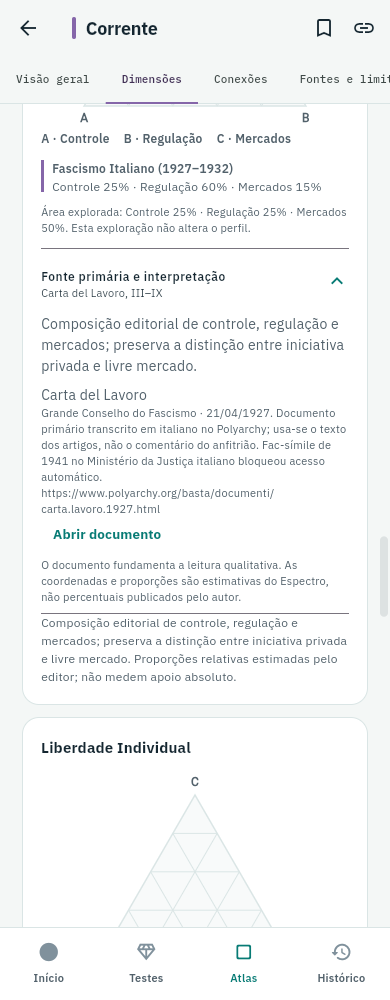 Corrente
Visão geral Dimensões Conexões Fontes e limit
A B
A · Controle B · Regulação C · Mercados
Fascismo Italiano (1927–1932)
Controle 25% · Regulação 60% · Mercados 15%
Área explorada: Controle 25% · Regulação 25% · Mercados
50%. Esta exploração não altera o perfil.
Fonte primária e interpretação
Carta del Lavoro, III–IX
Composição editorial de controle, regulação e
mercados; preserva a distinção entre iniciativa
privada e livre mercado.
Carta del Lavoro
Grande Conselho do Fascismo · 21/04/1927. Documento
primário transcrito em italiano no Polyarchy; usa-se o texto
dos artigos, não o comentário do anfitrião. Fac-símile de
1941 no Ministério da Justiça italiano bloqueou acesso
automático.
https://www.polyarchy.org/basta/documenti/
carta.lavoro.1927.html
Abrir documento
O documento fundamenta a leitura qualitativa. As
coordenadas e proporções são estimativas do Espectro,
não percentuais publicados pelo autor.
Composição editorial de controle, regulação e
mercados; preserva a distinção entre iniciativa privada
e livre mercado. Proporções relativas estimadas pelo
editor; não medem apoio absoluto.
Liberdade Individual
C
Início Testes Atlas Histórico